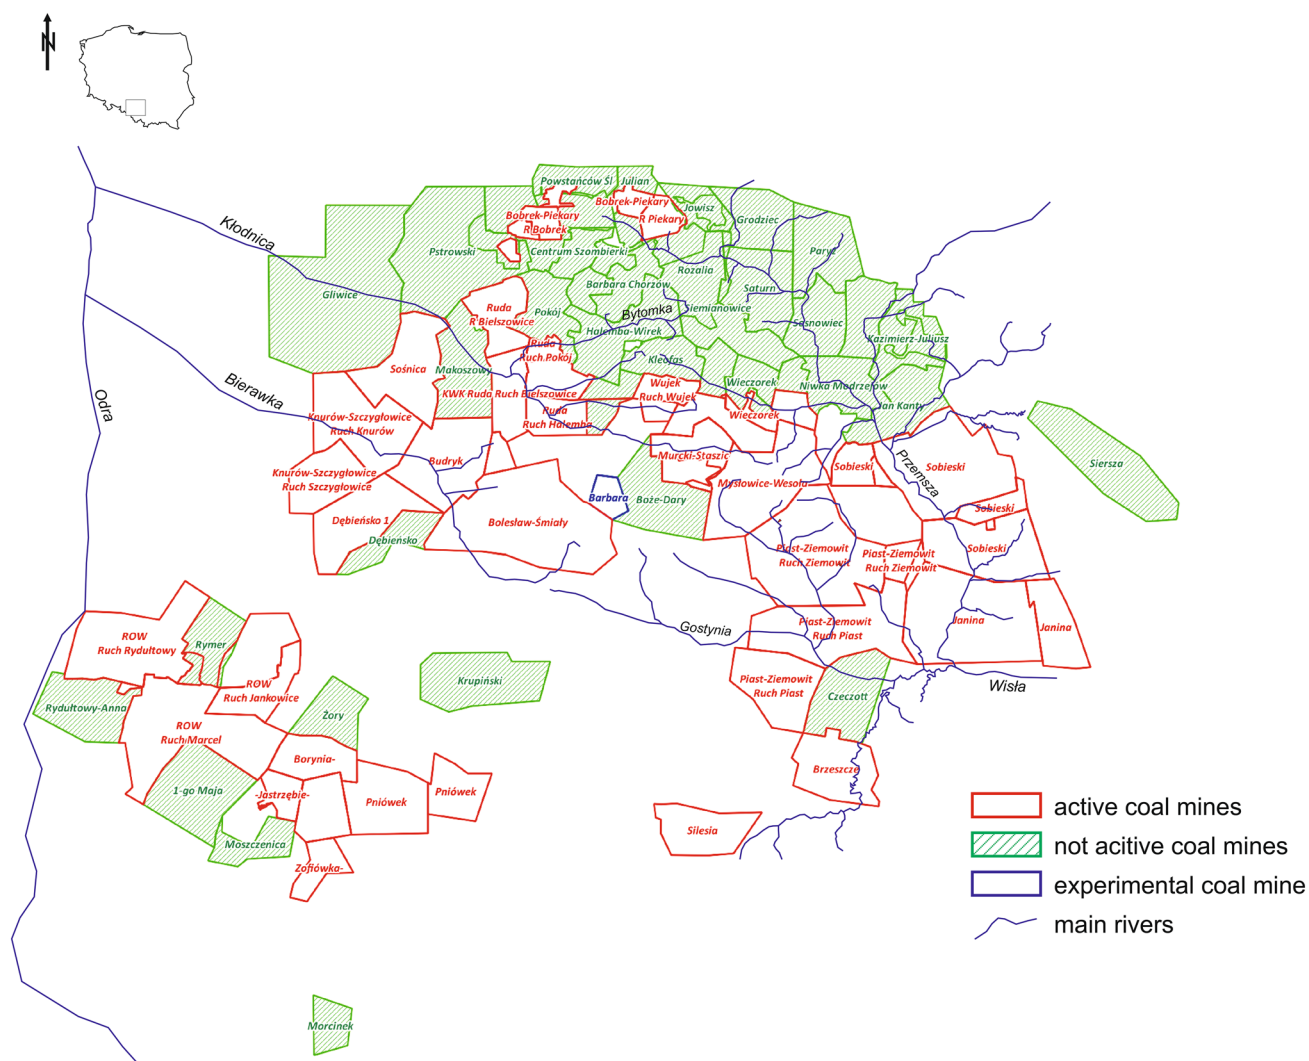 N
Powstańców Śl
Julian
Bobrek-Piekary
R Piekary
Bobrek-Piekary
R Bobrek
Jowisz
Grodziec
Kłodnica
Pstrowski
Centrum Szombierki
Paryż
Rozalia
Gliwice
Barbara Chorzów
Saturn
Ruda
R Bielszowice
Pokój
Bytomka
Siemianowice
Sosnowiec
Halemba-Wirek
Kazimierz-Juliusz
Ruda
Ruch Pokój
Kleofas
Sośnica
Makoszowy
Bierawka
Odra
Wujek
Ruch Wujek
Wieczorek
Niwka Modrzejów
KWK Ruda Ruch Bielszowice
Jan Kanty
Knurów-Szczygłowice
Ruch Knurów
Ruda
Ruch Halemba
Wieczorek
Budryk
Murcki-Staszic
Przemsza
Sobieski
Sobieski
Siersza
Knurów-Szczygłowice
Ruch Szczygłowice
Mysłowice-Wesoła
Barbara
Boże-Dary
Sobieski
Dębieńsko 1
Bolesław-Śmiały
Dębieńsko
Piast-Ziemowit
Ruch Ziemowit
Piast-Ziemowit
Ruch Ziemowit
Sobieski
ROW
Ruch Rydułtowy
Rymer
Gostynia
Piast-Ziemowit
Ruch Piast
Janina
Janina
Krupiński
ROW
Ruch Jankowice
Piast-Ziemowit
Ruch Piast
Czeczott
Wisła
Rydułtowy-Anna
Żory
ROW
Ruch Marcel
Borynia-
Brzeszcze
1-go Maja
-Jastrzębie-
Pniówek
Pniówek
Silesia
Moszczenica
Zofiówka-
Morcinek
active coal mines
not acitive coal mines
experimental coal mine
main rivers